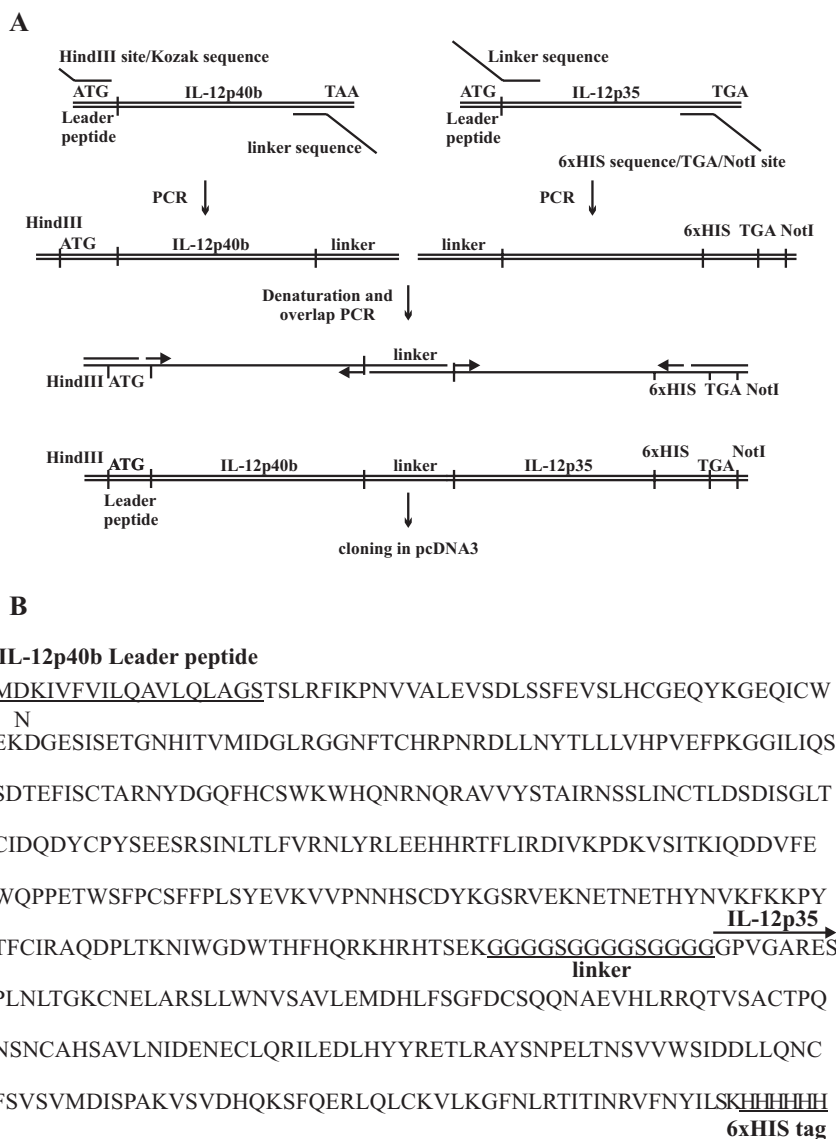 A
HindIII site/Kozak sequence
Linker sequence
ATG IL-12p40b TAA
ATG IL-12p35 TGA
Leader
peptide
linker sequence
Leader
peptide
6xHIS sequence/TGA/NotI site
PCR
PCR
HindIII
ATG IL-12p40b linker
linker 6xHIS TGA NotI
Denaturation and
overlap PCR
linker
HindIII ATG
6xHIS TGA NotI
HindIII ATG IL-12p40b linker IL-12p35 6xHIS TGA NotI
Leader
peptide
cloning in pcDNA3
B
IL-12p40b Leader peptide
MDKIVFVILQAVLQLAGSTSLRFIKPNVVALEVSDLSSFEVSLHCGEQYKGEQICW
N
EKDGESISETGNHITVMIDGLRGGNFTCHRPNRDLLNYTLLLVHPVEFPKGGILIQS
SDTEFISCTARNYDGQFHCSWKWHQNRNQRAVVYSTAIRNSSLINCTLDSDISGLT
CIDQDYCPYSEESRSINLTLFVRNLYRLEEHHRTFLIRDIVKPDKVSITKIQDDVFE
WQPPETWSFPCSFFPLSYEVKVVPNNHSCDYKGSRVEKNETNETHYNVKFKKPY
IL-12p35
TFCIRAQDPLTKNIWGDWTHFHQRKHRHTSEKGGGGSGGGGSGGGGGPVGARES
linker
PLNLTGKCNELARSLLWNVSAVLEMDHLFSGFDCSQQNAEVHLRRQTVSACTPQ
NSNCAHSAVLNIDENECLQRILEDLHYYRETLRAYSNPELTNSVVWSIDDLLQNC
FSVSVMDISPAKVSVDHQKSFQERLQLCKVLKGFNLRTITINRVFNYILSKHHHHHH
6xHIS tag